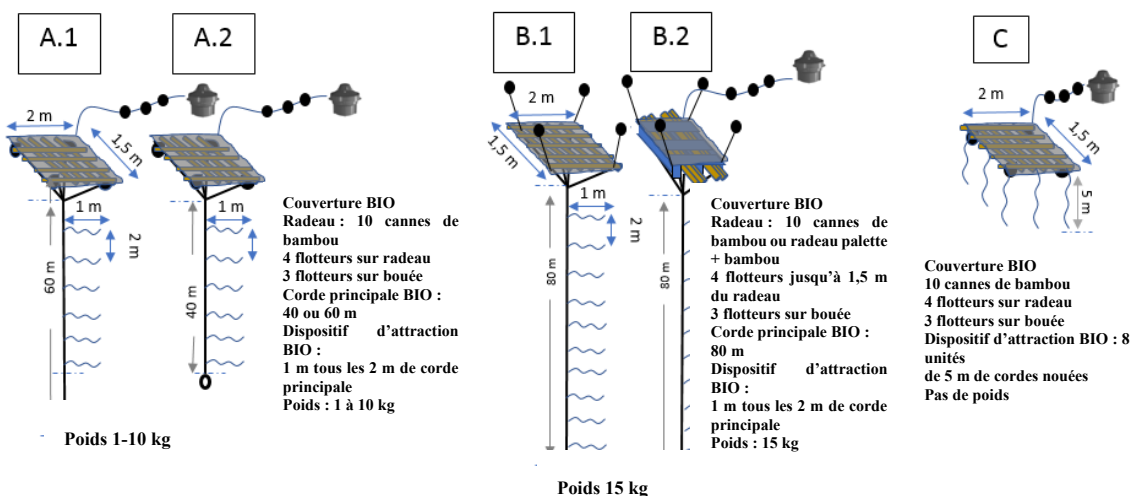 A.1
A.2
B.1
B.2
C
2 m
1,5 m
1 m
2 m
60 m
1 m
40 m
Couverture BIO
Radeau : 10 cannes de
bambou
4 flotteurs sur radeau
3 flotteurs sur bouée
Corde principale BIO :
40 ou 60 m
Dispositif d’attraction
BIO :
1 m tous les 2 m de corde
principale
Poids : 1 à 10 kg
Poids 1-10 kg
2 m
1,5 m
1 m
2 m
80 m
80 m
Couverture BIO
Radeau : 10 cannes de
bambou ou radeau palette
+ bambou
4 flotteurs jusqu’à 1,5 m
du radeau
3 flotteurs sur bouée
Corde principale BIO :
80 m
Dispositif d’attraction
BIO :
1 m tous les 2 m de corde
principale
Poids : 15 kg
Poids 15 kg
2 m
1,5 m
5 m
Couverture BIO
10 cannes de bambou
4 flotteurs sur radeau
3 flotteurs sur bouée
Dispositif d’attraction BIO : 8
unités
de 5 m de cordes nouées
Pas de poids